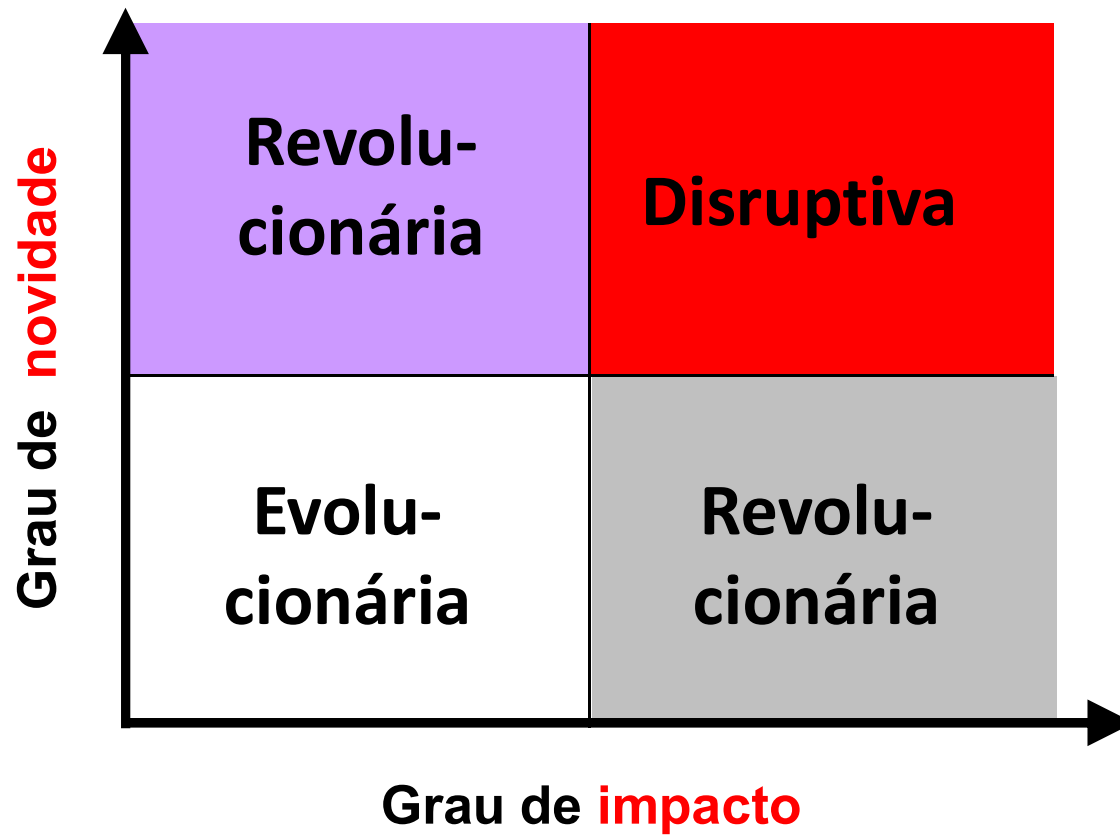 Grau de novidade
Revolu-
cionária
Disruptiva
Evolu-
cionária
Revolu-
cionária
Grau de impacto